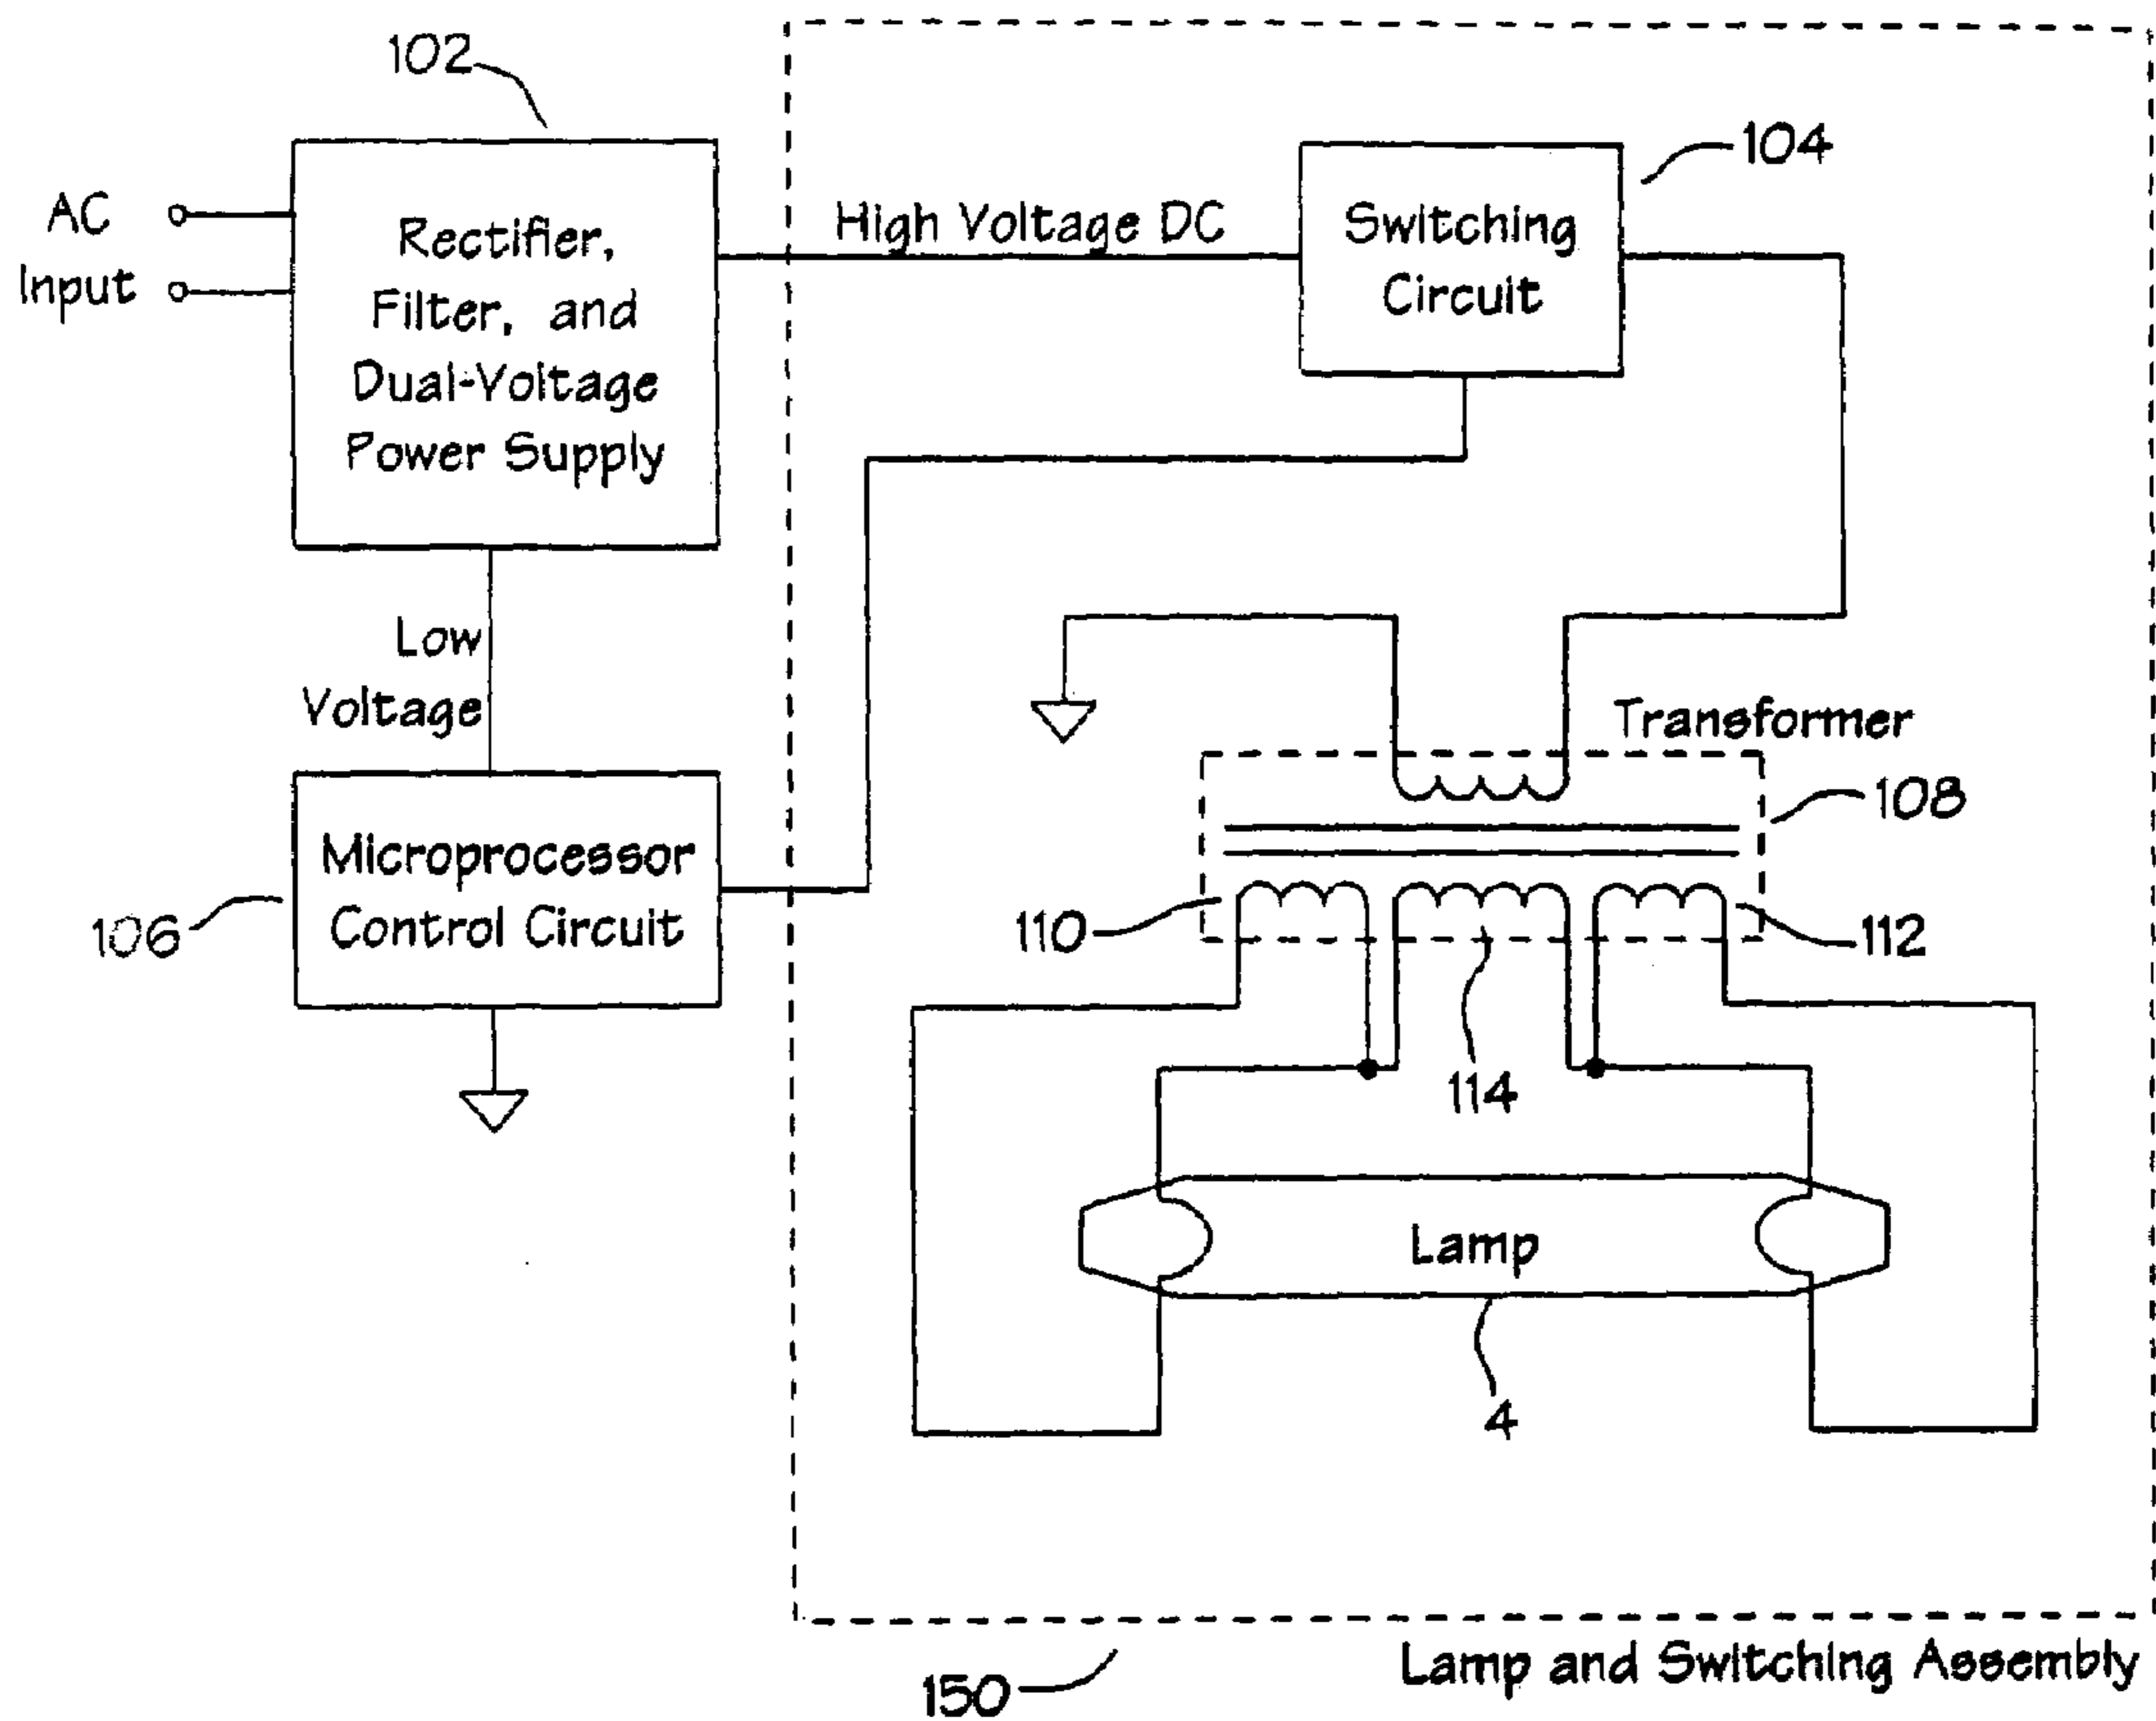 102
AC
Input
Rectifier,
Filter, and
Dual-Voltage
Power Supply
High Voltage DC
Switching
Circuit
104
Low
Voltage
Transformer
108
Microprocessor
Control Circuit
106
110
112
114
Lamp
4
150
Lamp and Switching Assembly